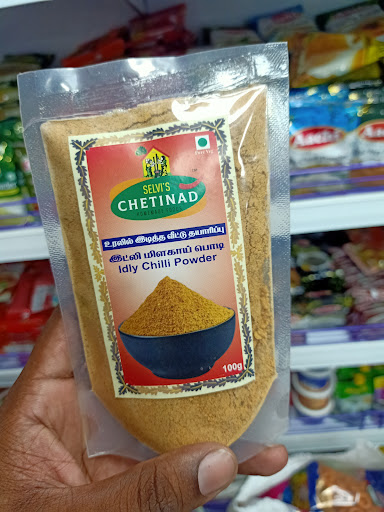 SELVI'S
CHETINAD
உரலில் இடித்த வீட்டு தயாரிப்பு
இட்லி மிளகாய் பொடி
Idly Chilli Powder
100g